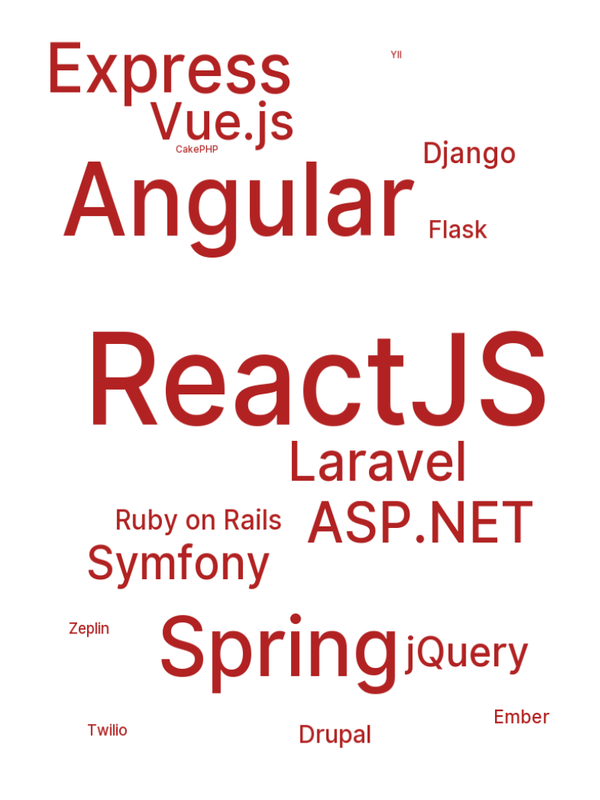 Express
YII
Vue.js
CakePHP
Django
Angular
Flask
ReactJS
Laravel
Ruby on Rails
ASP.NET
Symfony
Zeplin
Spring
jQuery
Ember
Twilio
Drupal